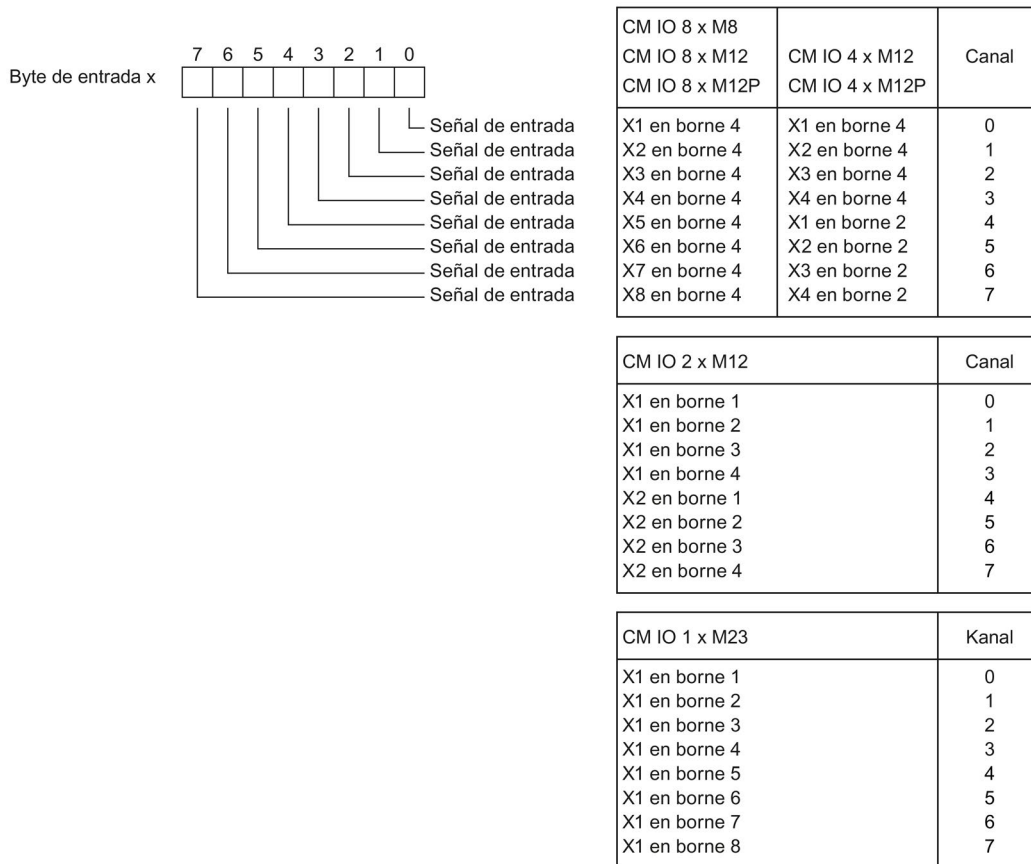 7 6 5 4 3 2 1 0
Byte de entrada x
Señal de entrada
Señal de entrada
Señal de entrada
Señal de entrada
Señal de entrada
Señal de entrada
Señal de entrada
Señal de entrada
CM IO 8 x M8
CM IO 8 x M12 CM IO 4 x M12 Canal
CM IO 8 x M12P CM IO 4 x M12P
X1 en borne 4 X1 en borne 4 0
X2 en borne 4 X2 en borne 4 1
X3 en borne 4 X3 en borne 4 2
X4 en borne 4 X4 en borne 4 3
X5 en borne 4 X1 en borne 2 4
X6 en borne 4 X2 en borne 2 5
X7 en borne 4 X3 en borne 2 6
X8 en borne 4 X4 en borne 2 7
CM IO 2 x M12 Canal
X1 en borne 1 0
X1 en borne 2 1
X1 en borne 3 2
X1 en borne 4 3
X2 en borne 1 4
X2 en borne 2 5
X2 en borne 3 6
X2 en borne 4 7
CM IO 1 x M23 Kanal
X1 en borne 1 0
X1 en borne 2 1
X1 en borne 3 2
X1 en borne 4 3
X1 en borne 5 4
X1 en borne 6 5
X1 en borne 7 6
X1 en borne 8 7